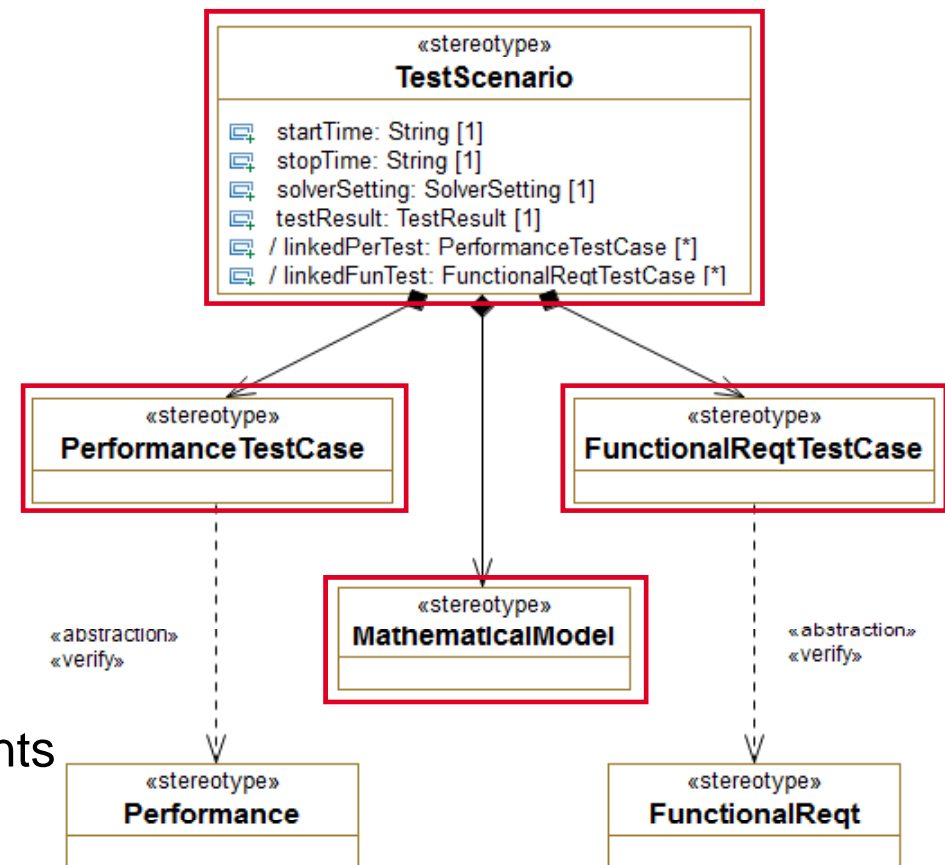 «stereotype»
TestScenario
startTime: String [1]
stopTime: String [1]
solverSetting: SolverSetting [1]
testResult: TestResult [1]
/ linkedPerTest: PerformanceTestCase [*]
/ linkedFunTest: FunctionalReqtTestCase [*]
«stereotype»
PerformanceTestCase
«stereotype»
FunctionalReqtTestCase
«stereotype»
MathematicalModel
«abstraction»
«verify»
«abstraction»
«verify»
nts
«stereotype»
Performance
«stereotype»
FunctionalReqt